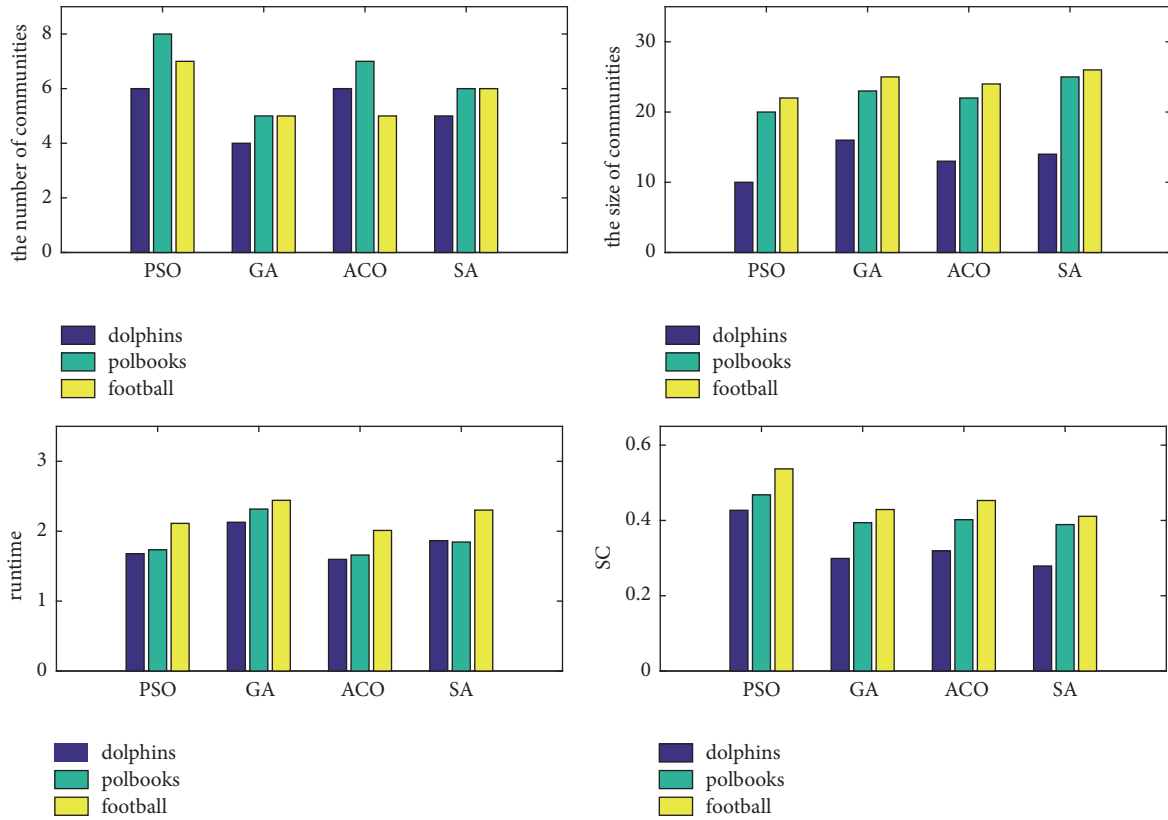 the number of communities
8
6
4
2
0
PSO GA ACO SA
dolphins
polbooks
football
the size of communities
30
20
10
0
PSO GA ACO SA
dolphins
polbooks
football
runtime
3
2
1
0
PSO GA ACO SA
dolphins
polbooks
football
SC
0.6
0.4
0.2
0
PSO GA ACO SA
dolphins
polbooks
football